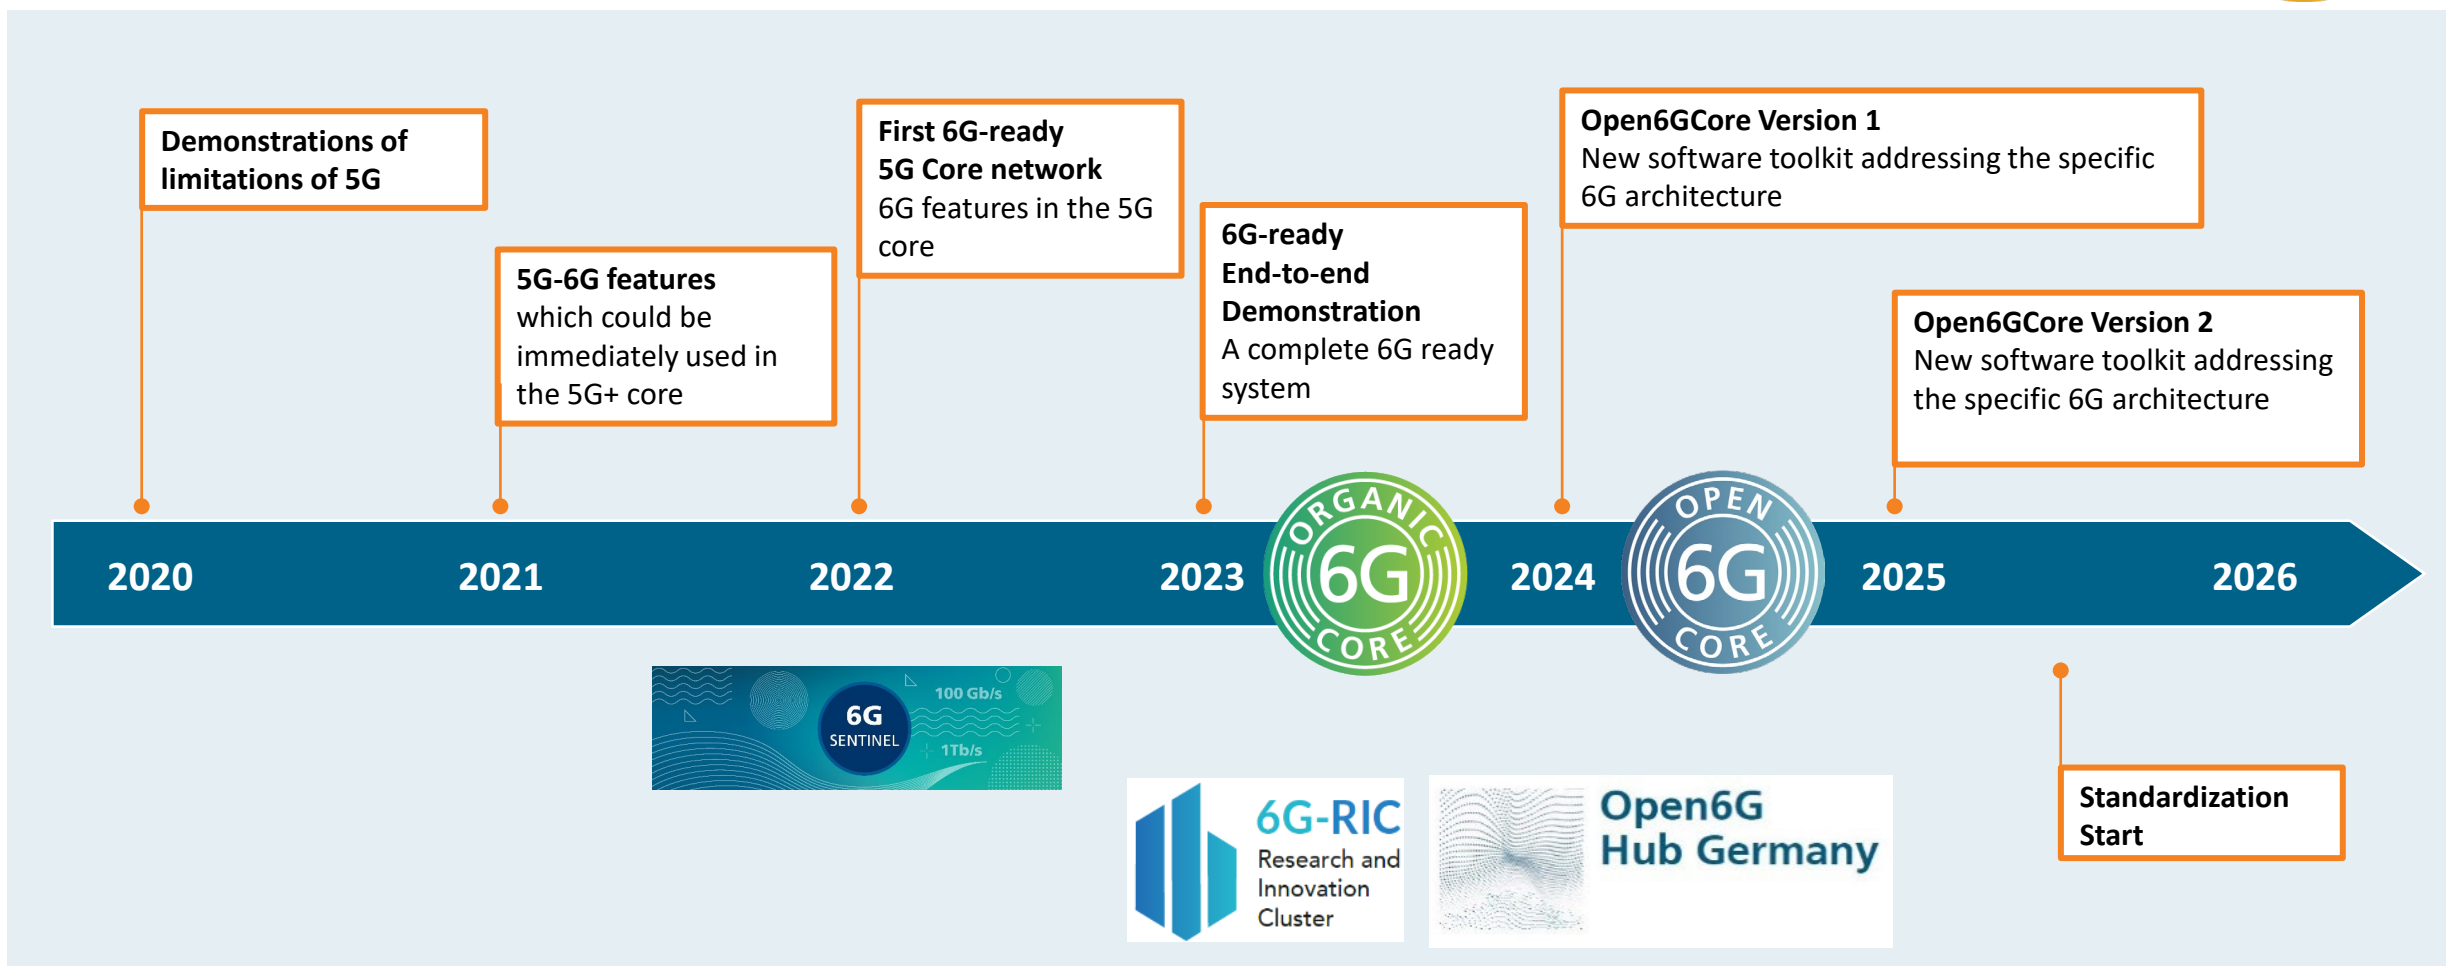 Demonstrations of
limitations of 5G
5G-6G features
which could be
immediately used in
the 5G+ core
First 6G-ready
5G Core network
6G features in the 5G
core
6G-ready
End-to-end
Demonstration
A complete 6G ready
system
Open6GCore Version 1
New software toolkit addressing the specific
6G architecture
Open6GCore Version 2
New software toolkit addressing
the specific 6G architecture
2020
2021
2022
2023
ORGANIC
6G
CORE
2024
OPEN
6G
CORE
2025
2026
6G
SENTINEL
100 Gb/s
1Tb/s
6G-RIC
Research and
Innovation
Cluster
Open6G
Hub Germany
Standardization
Start